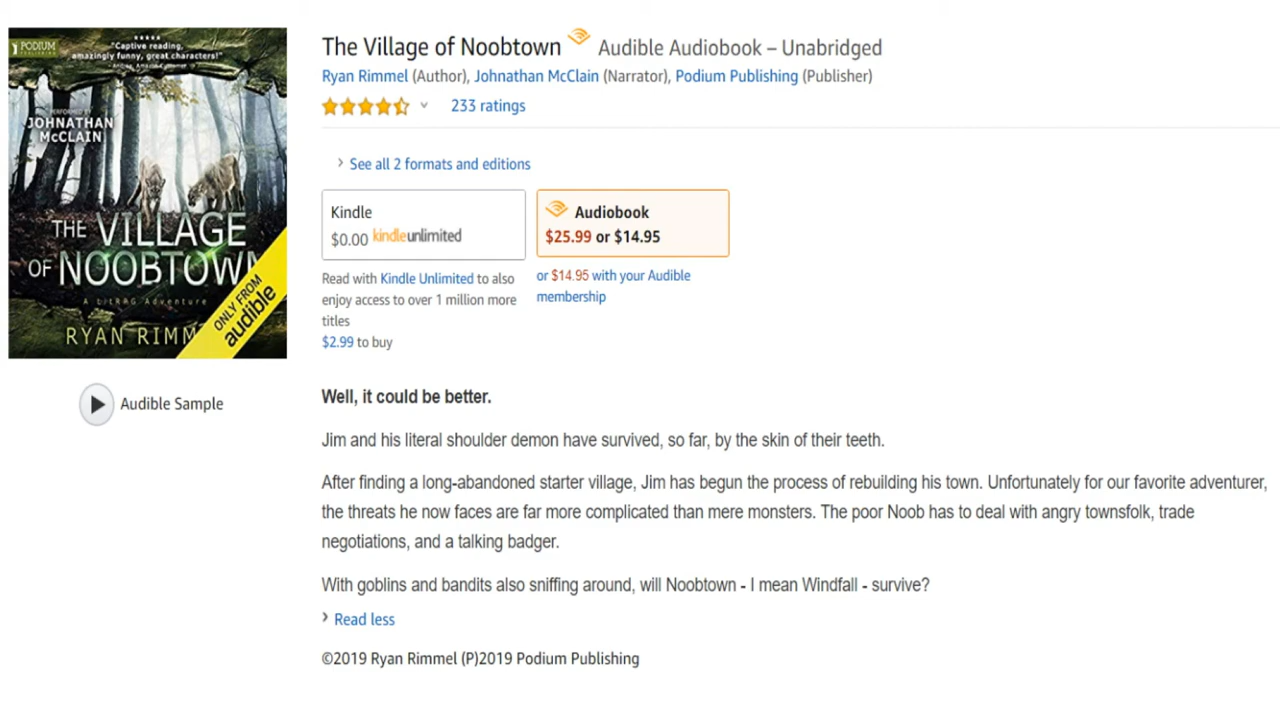 PODIUM
PUBLISHING
"Captive reading,
amazingly funny, great characters!"
PERFORMED BY
JOHNATHAN
McCLAIN
THE VILLAGE
OF NOOBTOWN
A LitRPG Adventure
RYAN RIMM
ONLY FROM
audible
Audible Sample
The Village of Noobtown Audible Audiobook – Unabridged
Ryan Rimmel (Author), Johnathan McClain (Narrator), Podium Publishing (Publisher)
233 ratings
See all 2 formats and editions
Kindle
$0.00 kindleunlimited
Read with Kindle Unlimited to also
enjoy access to over 1 million more
titles
$2.99 to buy
Audiobook
$25.99 or $14.95
or $14.95 with your Audible
membership
Well, it could be better.
Jim and his literal shoulder demon have survived, so far, by the skin of their teeth.
After finding a long-abandoned starter village, Jim has begun the process of rebuilding his town. Unfortunately for our favorite adventurer,
the threats he now faces are far more complicated than mere monsters. The poor Noob has to deal with angry townsfolk, trade
negotiations, and a talking badger.
With goblins and bandits also sniffing around, will Noobtown - I mean Windfall - survive?
Read less
©2019 Ryan Rimmel (P)2019 Podium Publishing